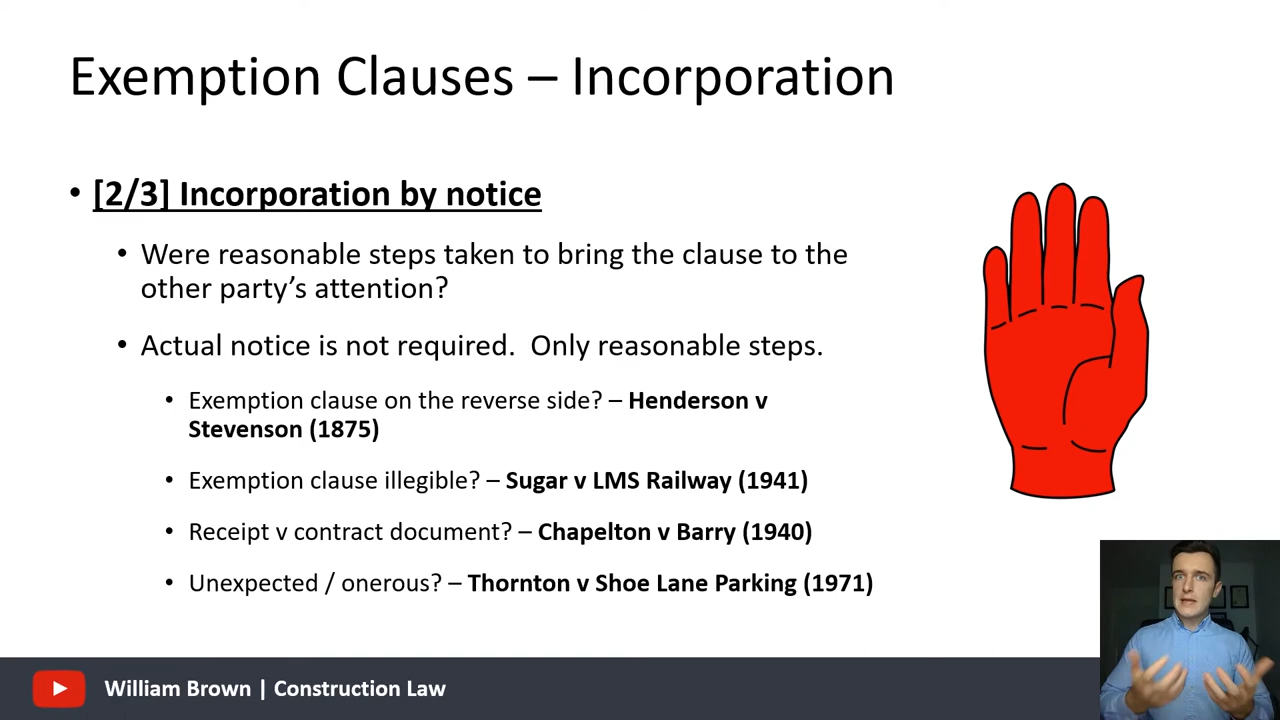 Exemption Clauses – Incorporation
• [2/3] Incorporation by notice
• Were reasonable steps taken to bring the clause to the
other party’s attention?
• Actual notice is not required.  Only reasonable steps.
• Exemption clause on the reverse side? – Henderson v
Stevenson (1875)
• Exemption clause illegible? – Sugar v LMS Railway (1941)
• Receipt v contract document? – Chapelton v Barry (1940)
• Unexpected / onerous? – Thornton v Shoe Lane Parking (1971)
William Brown | Construction Law